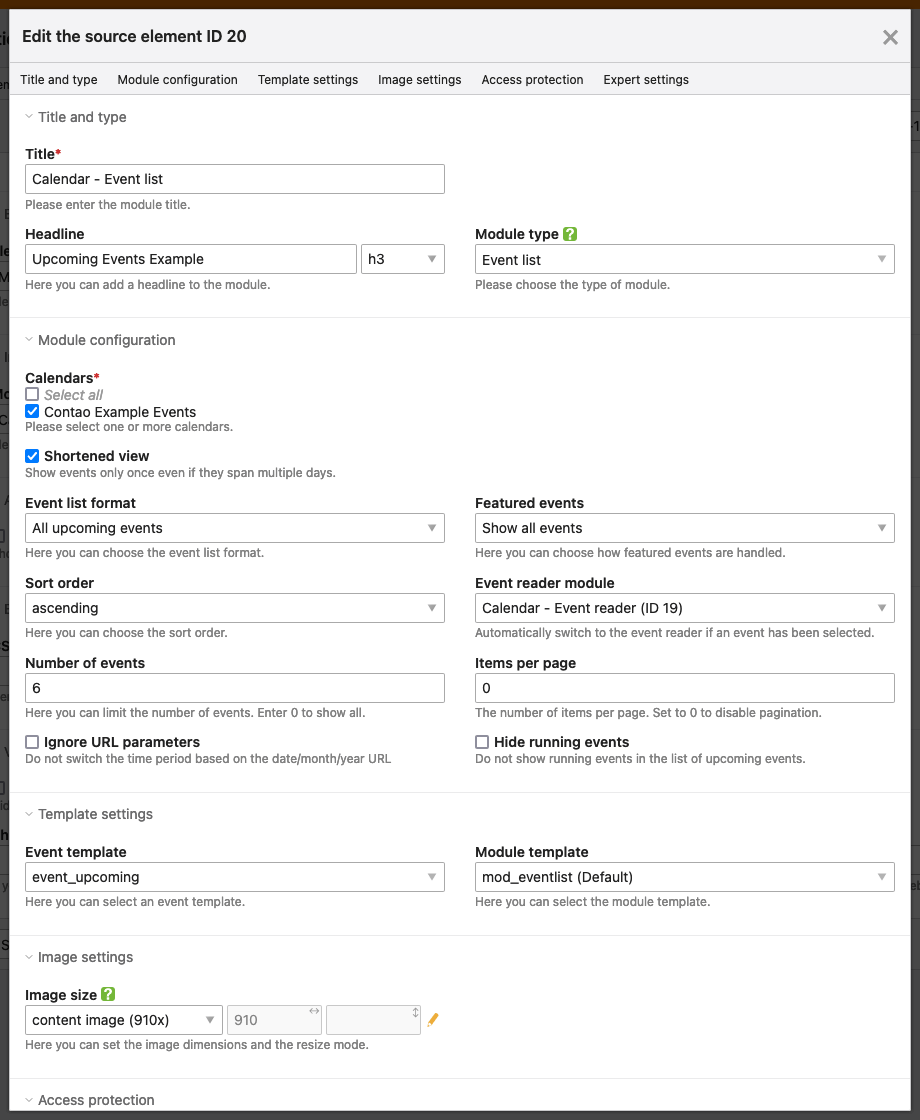 Edit the source element ID 20
Title and type Module configuration Template settings Image settings Access protection Expert settings
Title and type
Title*
Calendar - Event list
Please enter the module title.
Headline Module type ?
Upcoming Events Example h3 Event list
Here you can add a headline to the module. Please choose the type of module.
Module configuration
Calendars*
Select all
Contao Example Events
Please select one or more calendars.
Shortened view
Show events only once even if they span multiple days.
Event list format Featured events
All upcoming events Show all events
Here you can choose the event list format. Here you can choose how featured events are handled.
Sort order Event reader module
ascending Calendar - Event reader (ID 19)
Here you can choose the sort order. Automatically switch to the event reader if an event has been selected.
Number of events Items per page
6 0
Here you can limit the number of events. Enter 0 to show all. The number of items per page. Set to 0 to disable pagination.
Ignore URL parameters Hide running events
Do not switch the time period based on the date/month/year URL Do not show running events in the list of upcoming events.
Template settings
Event template Module template
event_upcoming mod_eventlist (Default)
Here you can select an event template. Here you can select the module template.
Image settings
Image size ?
content image (910x) 910
Here you can set the image dimensions and the resize mode.
Access protection